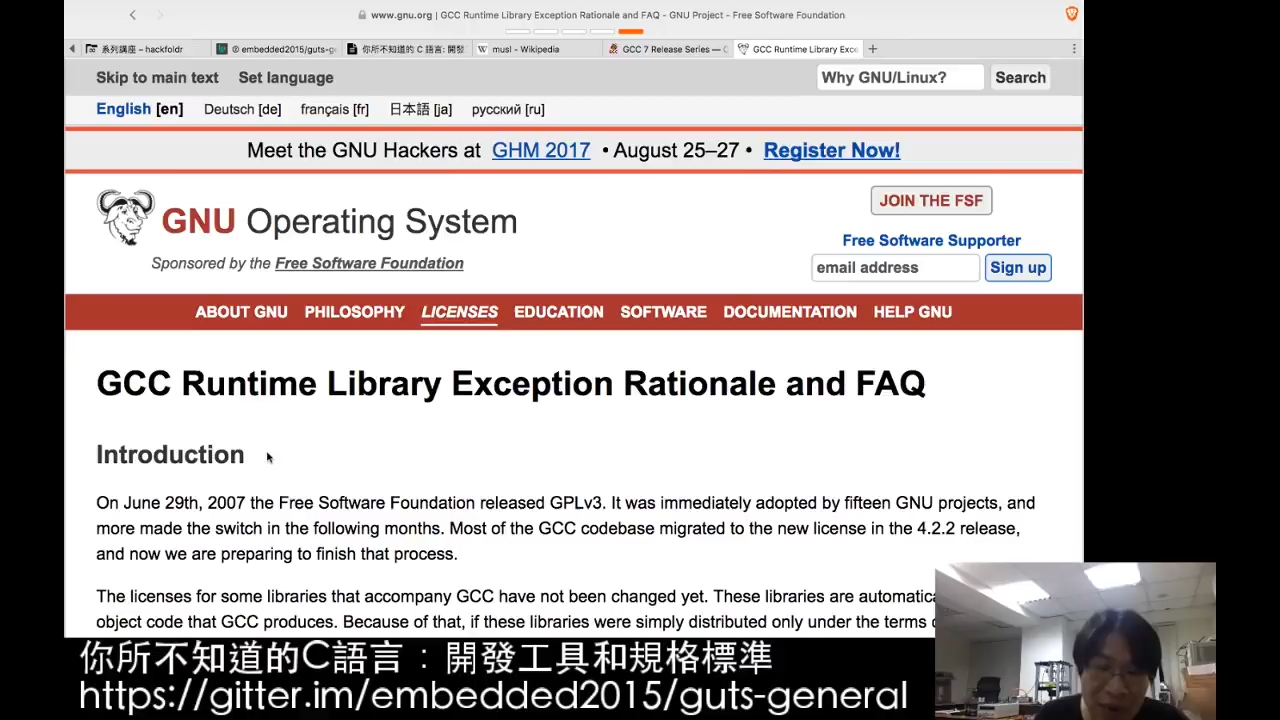 www.gnu.org | GCC Runtime Library Exception Rationale and FAQ - GNU Project - Free Software Foundation
系列講座 – hackfoldr
@ embedded2015/guts-g
你所不知道的 C 語言: 開發
musl - Wikipedia
GCC 7 Release Series — 
GCC Runtime Library Exc
Skip to main text Set language
Why GNU/Linux? Search
English [en] Deutsch [de] français [fr] 日本語 [ja] русский [ru]
Meet the GNU Hackers at GHM 2017 • August 25–27 • Register Now!
JOIN THE FSF
GNU Operating System
Free Software Supporter
Sponsored by the Free Software Foundation
email address Sign up
ABOUT GNU PHILOSOPHY LICENSES EDUCATION SOFTWARE DOCUMENTATION HELP GNU
GCC Runtime Library Exception Rationale and FAQ
Introduction
On June 29th, 2007 the Free Software Foundation released GPLv3. It was immediately adopted by fifteen GNU projects, and
more made the switch in the following months. Most of the GCC codebase migrated to the new license in the 4.2.2 release,
and now we are preparing to finish that process.
The licenses for some libraries that accompany GCC have not been changed yet. These libraries are automatica
object code that GCC produces. Because of that, if these libraries were simply distributed only under the terms
你所不知道的C語言：開發工具和規格標準
https://gitter.im/embedded2015/guts-general